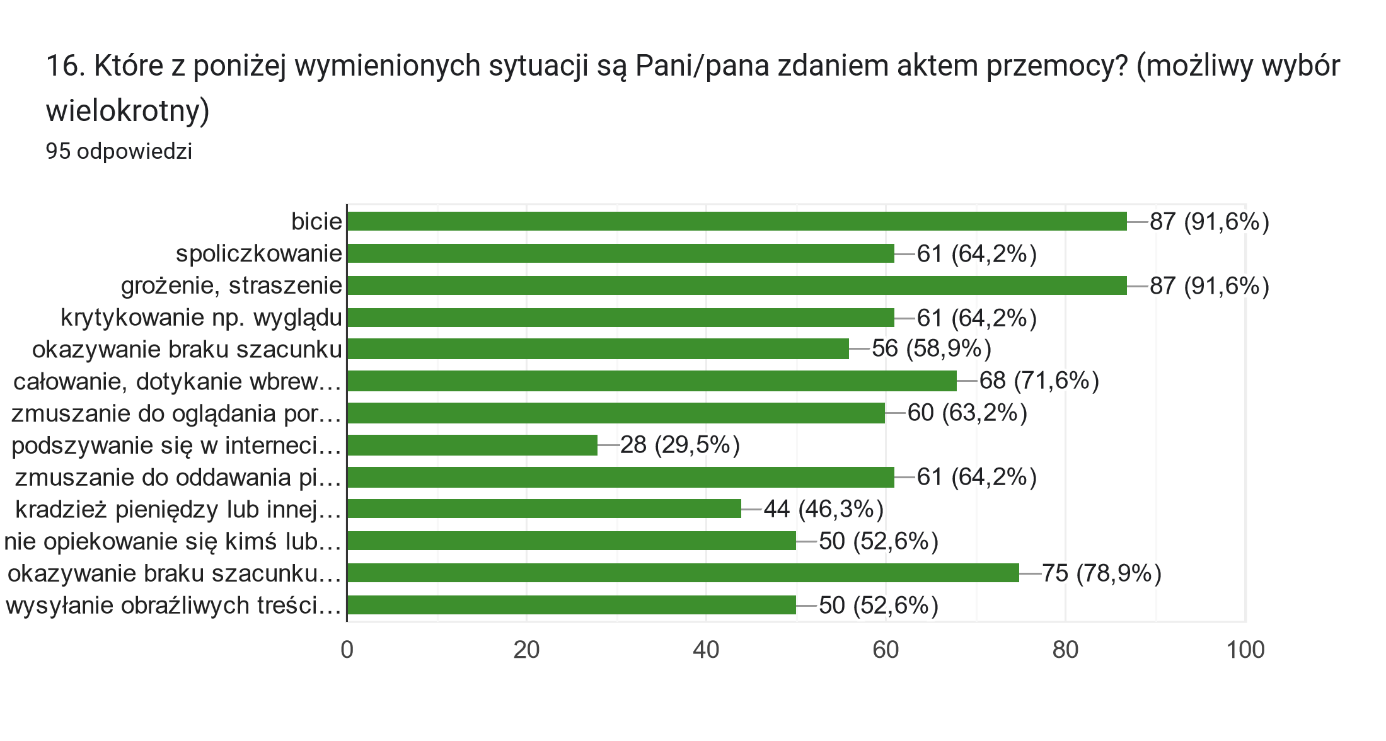 16. Które z poniżej wymienionych sytuacji są Pani/pana zdaniem aktem przemocy? (możliwy wybór
wielokrotny)
95 odpowiedzi
bicie 87 (91,6%)
spoliczkowanie 61 (64,2%)
grożenie, straszenie 87 (91,6%)
krytykowanie np. wyglądu 61 (64,2%)
okazywanie braku szacunku 56 (58,9%)
całowanie, dotykanie wbrew… 68 (71,6%)
zmuszanie do oglądania por… 60 (63,2%)
podszywanie się w interneci… 28 (29,5%)
zmuszanie do oddawania pi… 61 (64,2%)
kradzież pieniędzy lub innej… 44 (46,3%)
nie opiekowanie się kimś lub… 50 (52,6%)
okazywanie braku szacunku… 75 (78,9%)
wysyłanie obraźliwych treści… 50 (52,6%)
0 20 40 60 80 100